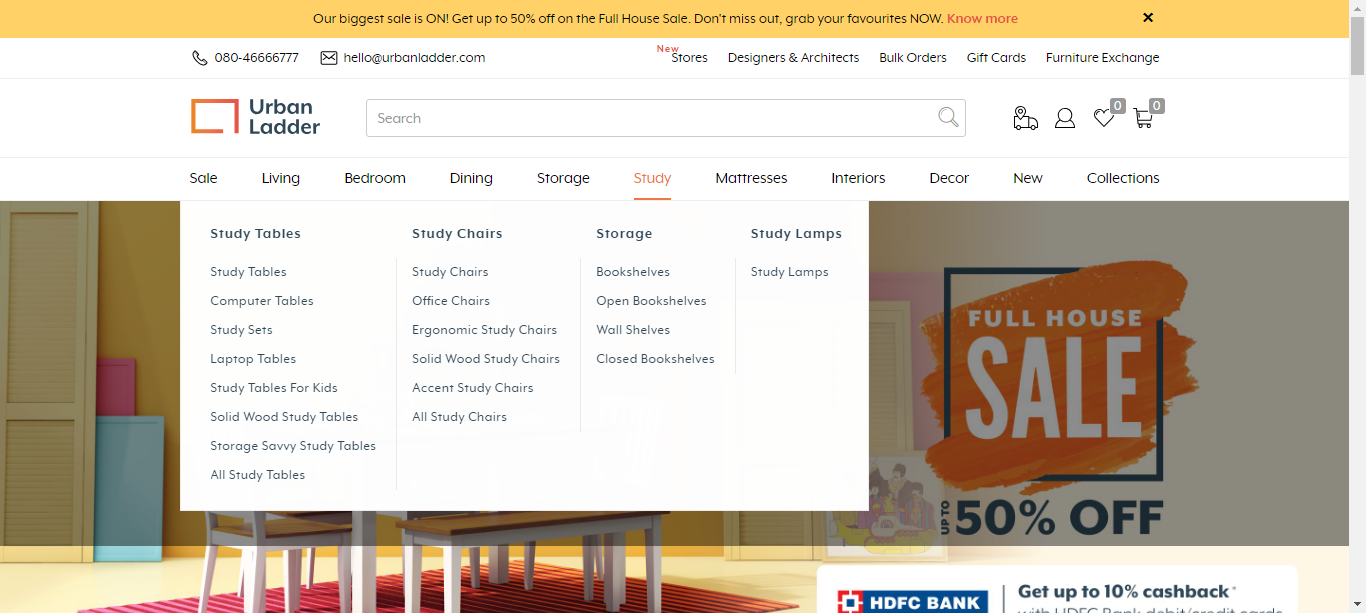 Our biggest sale is ON! Get up to 50% off on the Full House Sale. Don't miss out, grab your favourites NOW. Know more
080-46666777 hello@urbanladder.com New Stores Designers & Architects Bulk Orders Gift Cards Furniture Exchange
Urban
Ladder
Search
0
0
Sale Living Bedroom Dining Storage Study Mattresses Interiors Decor New Collections
Study Tables
Study Tables
Computer Tables
Study Sets
Laptop Tables
Study Tables For Kids
Solid Wood Study Tables
Storage Savvy Study Tables
All Study Tables
Study Chairs
Study Chairs
Office Chairs
Ergonomic Study Chairs
Solid Wood Study Chairs
Accent Study Chairs
All Study Chairs
Storage
Bookshelves
Open Bookshelves
Wall Shelves
Closed Bookshelves
Study Lamps
Study Lamps
FULL HOUSE
SALE
UP TO 50% OFF
HDFC BANK
Get up to 10% cashback*
with HDFC Bank debit/credit cards